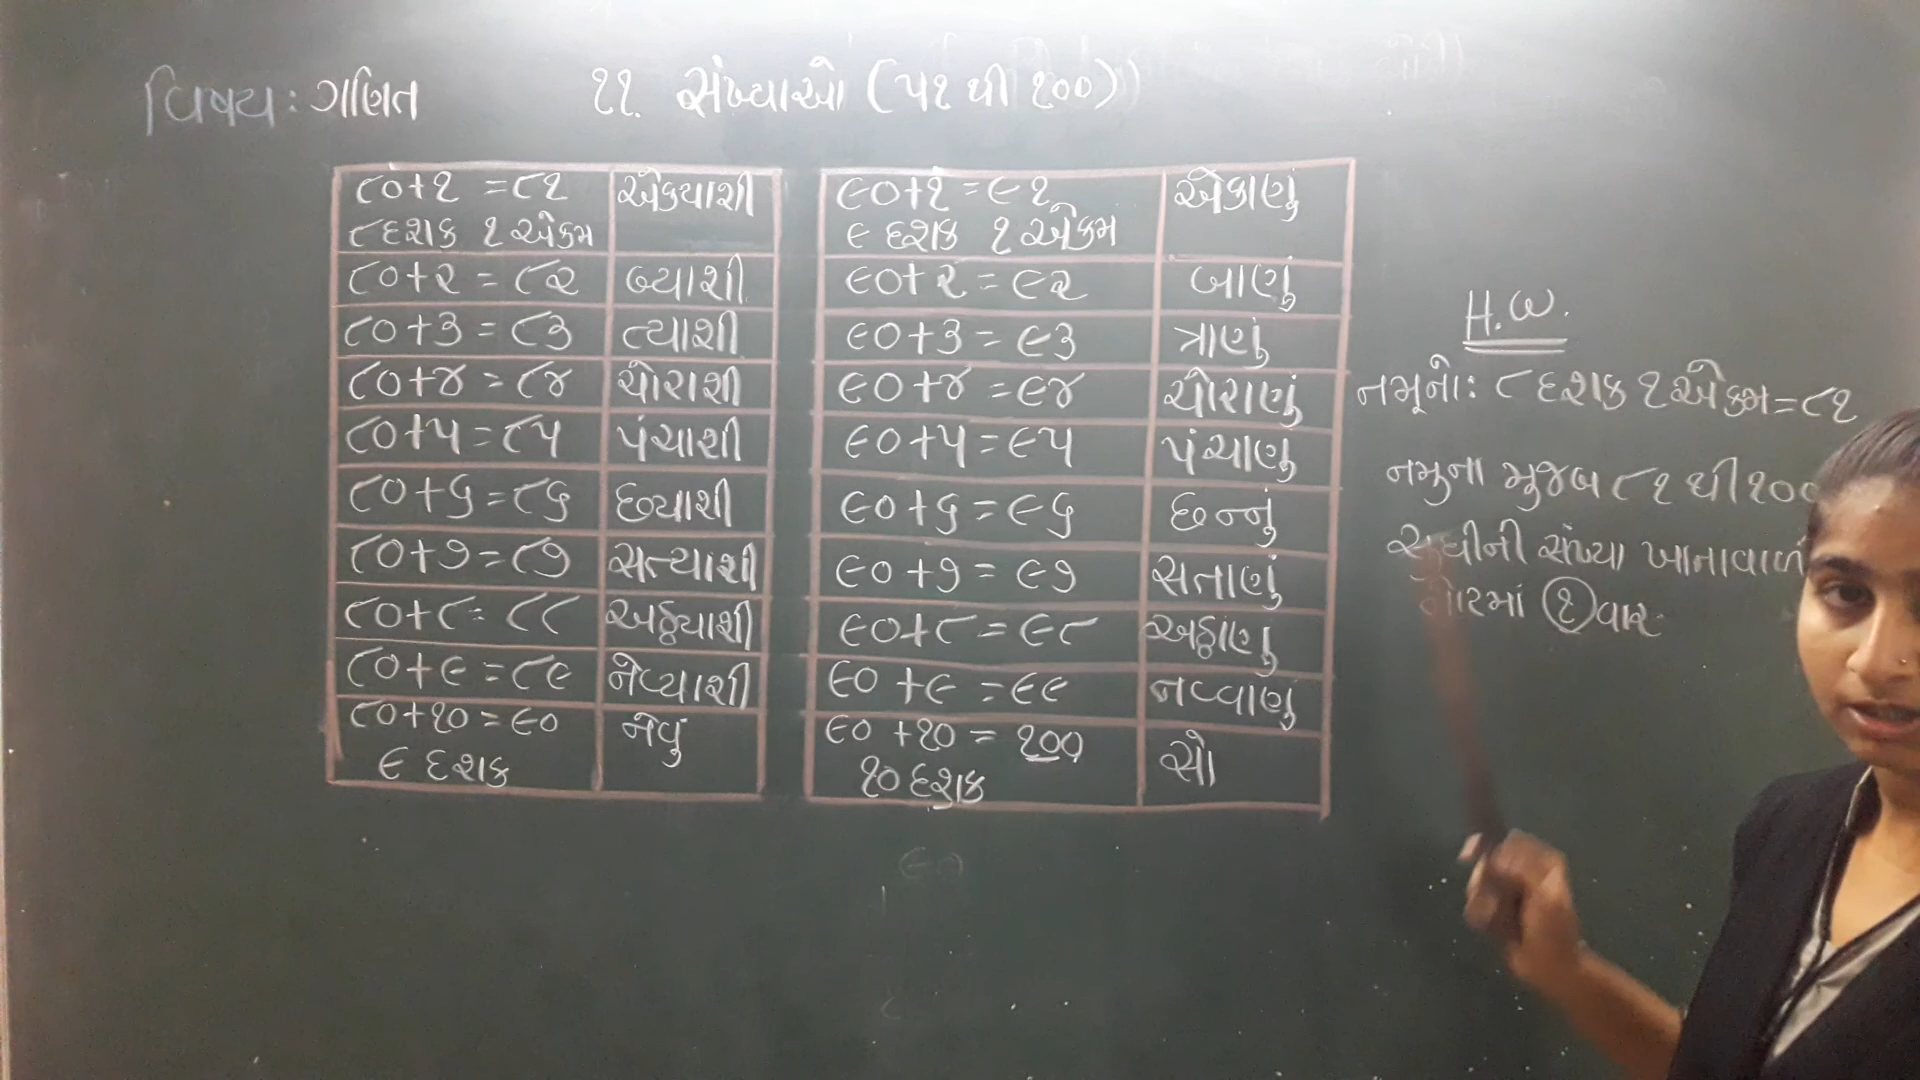 વિષય: ગણિત
૧૧. સંખ્યાઓ (૫૧ થી ૧૦૦)
૮૦+૧ =૮૧ એક્યાશી
૮દશક ૧ એકમ
૮૦+૨ = ૮૨ બ્યાશી
૮૦+૩ = ૮૩ ત્યાશી
૮૦+૪ = ૮૪ ચોરાશી
૮૦+૫ = ૮૫ પંચાશી
૮૦+૬ = ૮૬ છ્યાશી
૮૦+૭ = ૮૭ સત્યાશી
૮૦+૮ = ૮૮ અઠ્યાશી
૮૦+૯ = ૮૯ નેવ્યાશી
૮૦+૧૦ = ૯૦ નેવું
૯ દશક
૯૦+૧ = ૯૧ એકાણું
૯ દશક ૧ એકમ
૯૦+૨ = ૯૨ બાણું
૯૦+૩ = ૯૩ ત્રાણું
૯૦+૪ = ૯૪ ચોરાણું
૯૦+૫ = ૯૫ પંચાણું
૯૦+૬ = ૯૬ છન્નું
૯૦+૭ = ૯૭ સતાણું
૯૦+૮ = ૯૮ અઠ્ઠાણું
૯૦ +૯ = ૯૯ નવ્વાણું
૯૦ +૧૦ = ૧૦૦ સો
૧૦ દશક
H.W.
નમૂનો: ૮ દશક ૧ એકમ=૮૧
નમુના મુજબ ૮૧ થી ૧૦૦
સુધીની સંખ્યા ખાનાવાળી
૧ વાર